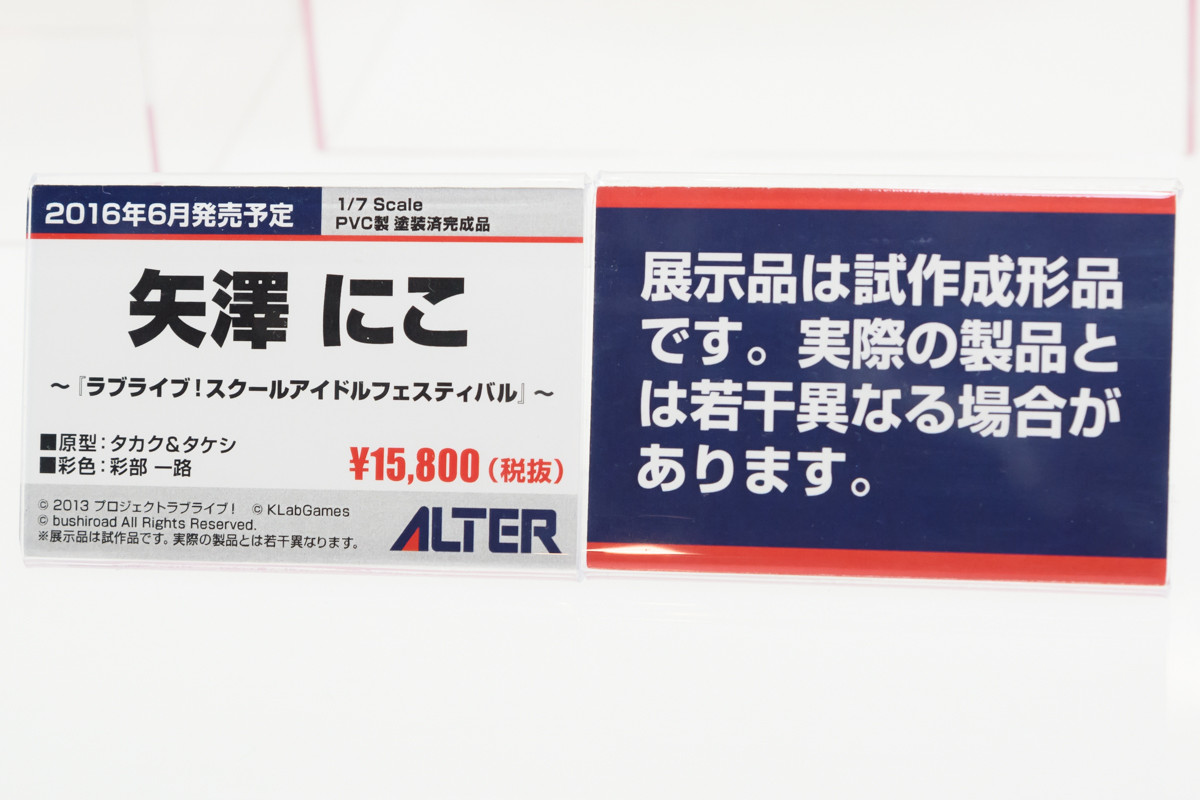 2016年6月発売予定
1/7 Scale
PVC製 塗装済完成品
矢澤 にこ
～『ラブライブ！スクールアイドルフェスティバル』～
■原型：タカク&タケシ
■彩色：彩部 一路
¥15,800（税抜）
© 2013 プロジェクトラブライブ！ © KLabGames
© bushiroad All Rights Reserved.
※展示品は試作品です。実際の製品とは若干異なります。
ALTER
展示品は試作成形品
です。実際の製品と
は若干異なる場合が
あります。